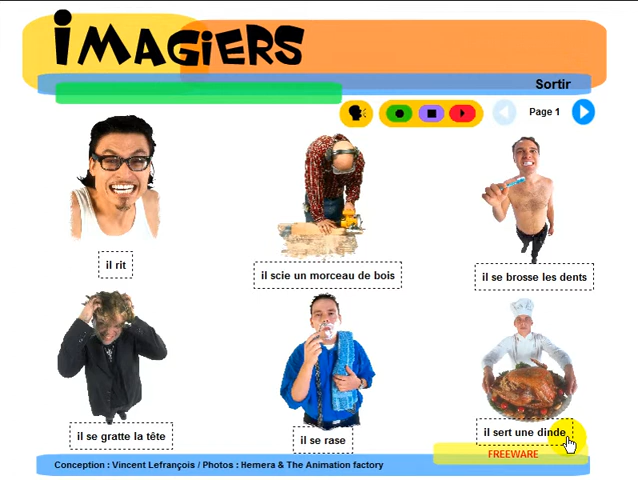 iMAGiERS
Sortir
Page 1
il rit
il scie un morceau de bois
il se brosse les dents
il se gratte la tête
il se rase
il sert une dinde
FREEWARE
Conception : Vincent Lefrançois / Photos : Hemera & The Animation factory